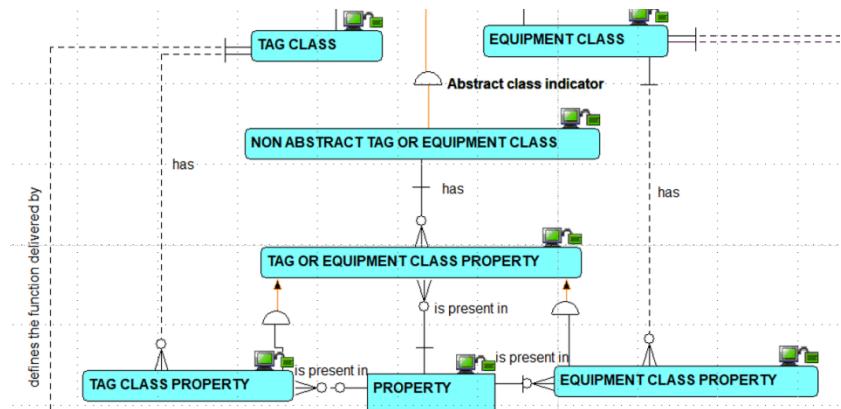 TAG CLASS
EQUIPMENT CLASS
Abstract class indicator
NON ABSTRACT TAG OR EQUIPMENT CLASS
has
has
has
defines the function delivered by
TAG OR EQUIPMENT CLASS PROPERTY
is present in
is present in
is present in
TAG CLASS PROPERTY
PROPERTY
EQUIPMENT CLASS PROPERTY